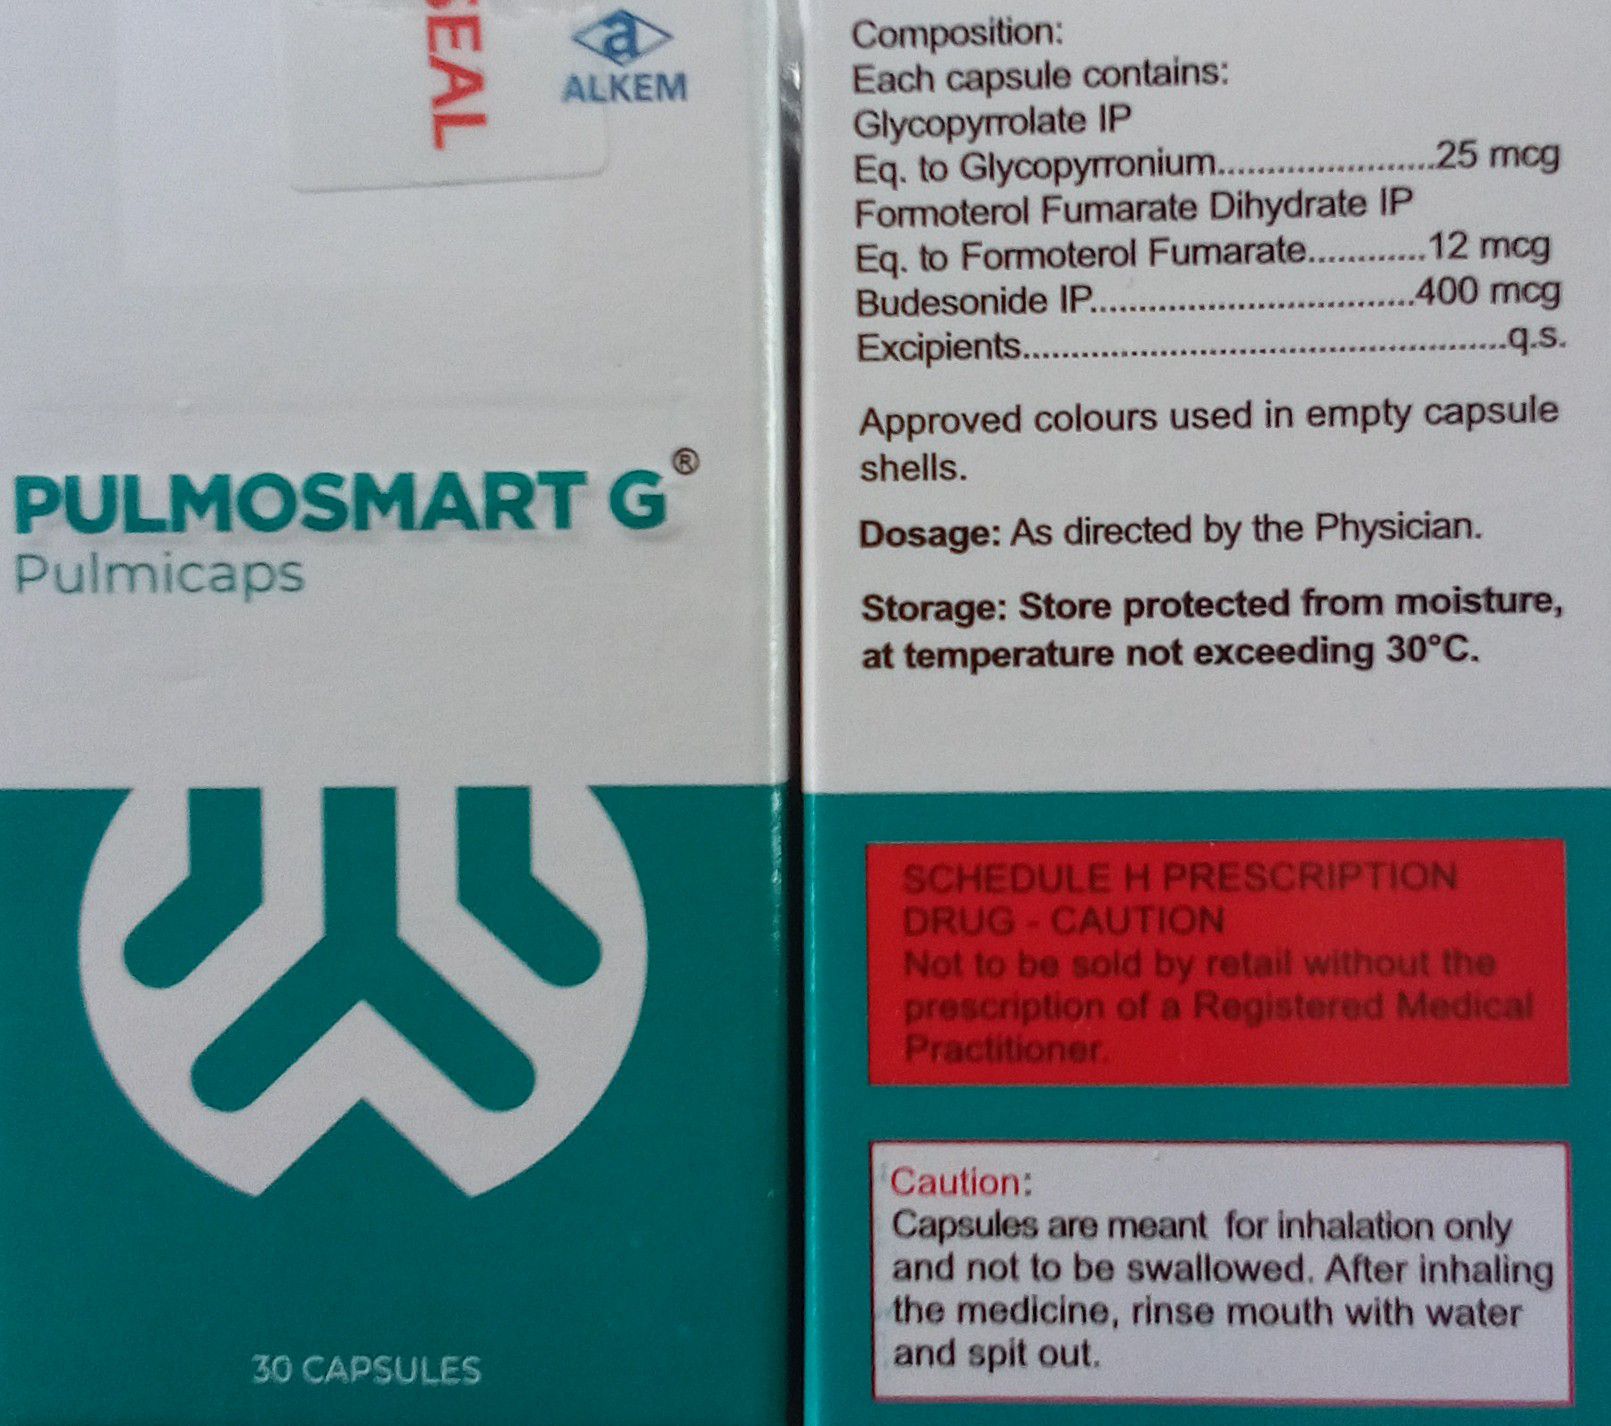 SEAL
a
ALKEM
PULMOSMART G®
Pulmicaps
30 CAPSULES
Composition:
Each capsule contains:
Glycopyrrolate IP
Eq. to Glycopyrronium.......................25 mcg
Formoterol Fumarate Dihydrate IP
Eq. to Formoterol Fumarate............12 mcg
Budesonide IP..................................400 mcg
Excipients...................................................q.s.
Approved colours used in empty capsule
shells.
Dosage: As directed by the Physician.
Storage: Store protected from moisture,
at temperature not exceeding 30°C.
SCHEDULE H PRESCRIPTION
DRUG - CAUTION
Not to be sold by retail without the
prescription of a Registered Medical
Practitioner.
Caution:
Capsules are meant for inhalation only
and not to be swallowed. After inhaling
the medicine, rinse mouth with water
and spit out.